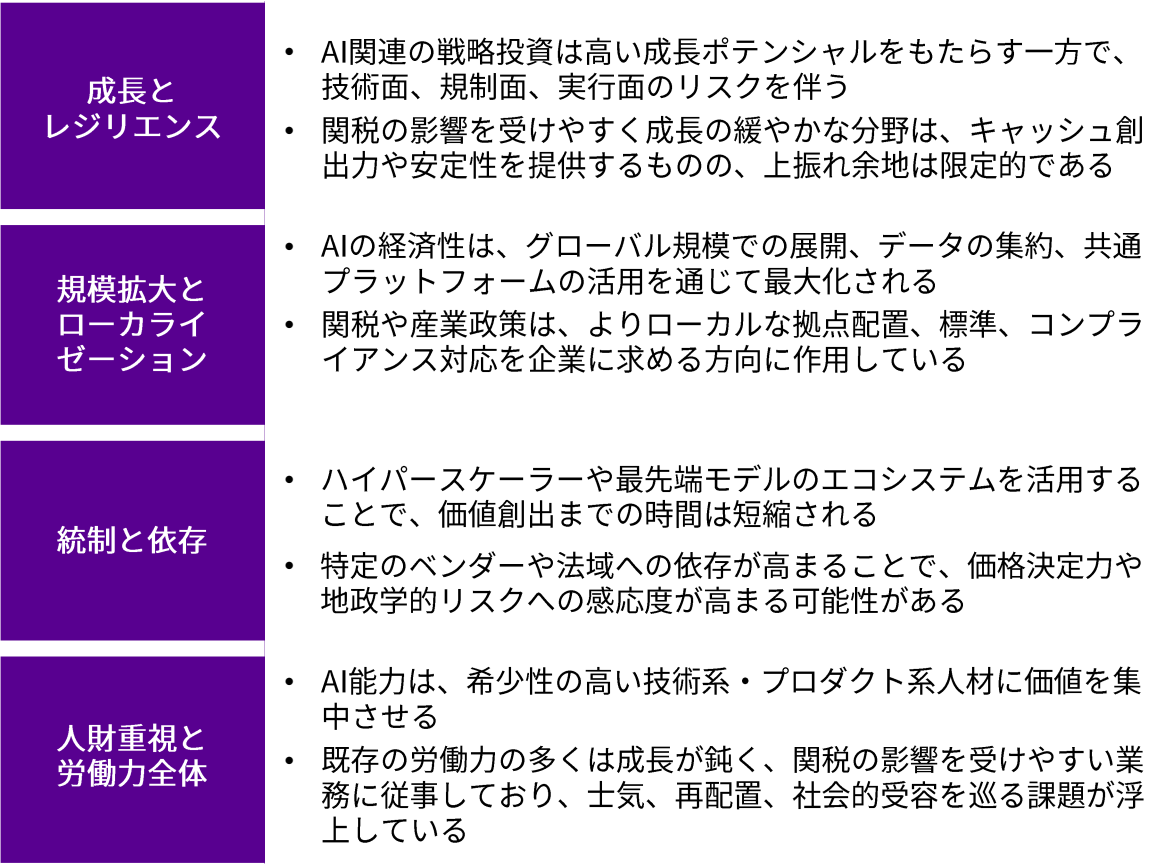 成長と
レジリエンス
• AI関連の戦略投資は高い成長ポテンシャルをもたらす一方で、
技術面、規制面、実行面のリスクを伴う
• 関税の影響を受けやすく成長の緩やかな分野は、キャッシュ創
出力や安定性を提供するものの、上振れ余地は限定的である
規模拡大と
ローカライ
ゼーション
• AIの経済性は、グローバル規模での展開、データの集約、共通
プラットフォームの活用を通じて最大化される
• 関税や産業政策は、よりローカルな拠点配置、標準、コンプラ
イアンス対応を企業に求める方向に作用している
統制と依存
• ハイパースケーラーや最先端モデルのエコシステムを活用する
ことで、価値創出までの時間は短縮される
• 特定のベンダーや法域への依存が高まることで、価格決定力や
地政学的リスクへの感応度が高まる可能性がある
人財重視と
労働力全体
• AI能力は、希少性の高い技術系・プロダクト系人材に価値を集
中させる
• 既存の労働力の多くは成長が鈍く、関税の影響を受けやすい業
務に従事しており、士気、再配置、社会的受容を巡る課題が浮
上している